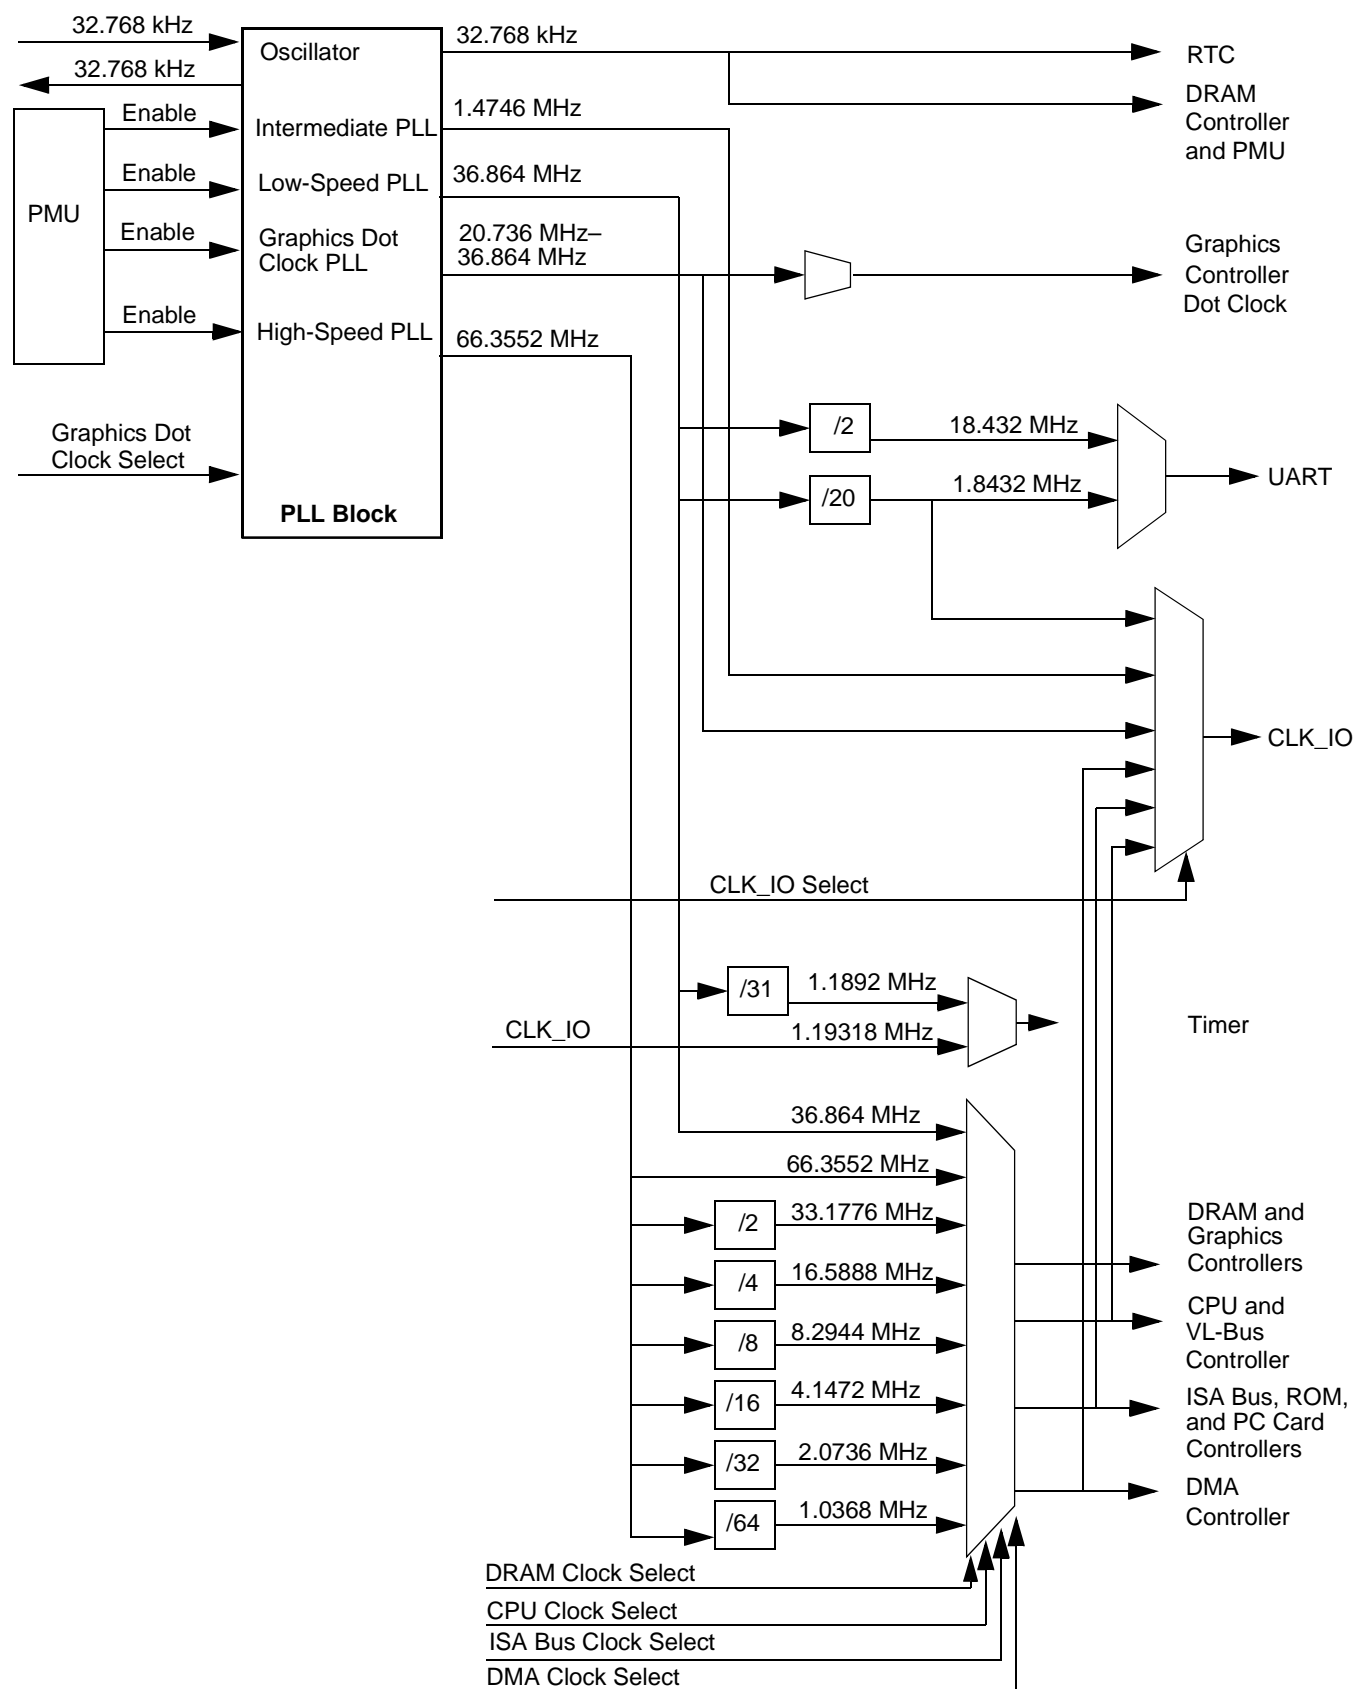 32.768 kHz
32.768 kHz
PMU
Enable
Enable
Enable
Enable
Graphics Dot
Clock Select
Oscillator
Intermediate PLL
Low-Speed PLL
Graphics Dot
Clock PLL
High-Speed PLL
PLL Block
32.768 kHz
1.4746 MHz
36.864 MHz
20.736 MHz–
36.864 MHz
66.3552 MHz
RTC
DRAM
Controller
and PMU
Graphics
Controller
Dot Clock
/2
18.432 MHz
/20
1.8432 MHz
UART
CLK_IO
CLK_IO Select
/31
1.1892 MHz
CLK_IO
1.19318 MHz
Timer
36.864 MHz
66.3552 MHz
/2
33.1776 MHz
/4
16.5888 MHz
/8
8.2944 MHz
/16
4.1472 MHz
/32
2.0736 MHz
/64
1.0368 MHz
DRAM and
Graphics
Controllers
CPU and
VL-Bus
Controller
ISA Bus, ROM,
and PC Card
Controllers
DMA
Controller
DRAM Clock Select
CPU Clock Select
ISA Bus Clock Select
DMA Clock Select